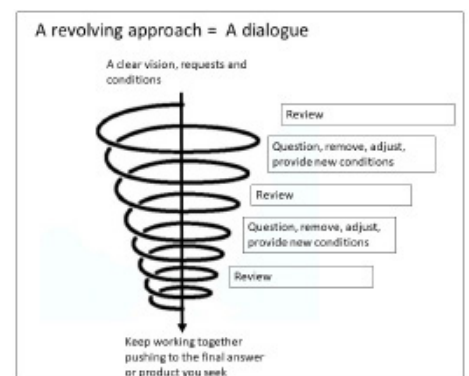 A revolving approach = A dialogue
A clear vision, requests and
conditions
Review
Question, remove, adjust,
provide new conditions
Review
Question, remove, adjust,
provide new conditions
Review
Keep working together
pushing to the final answer
or product you seek